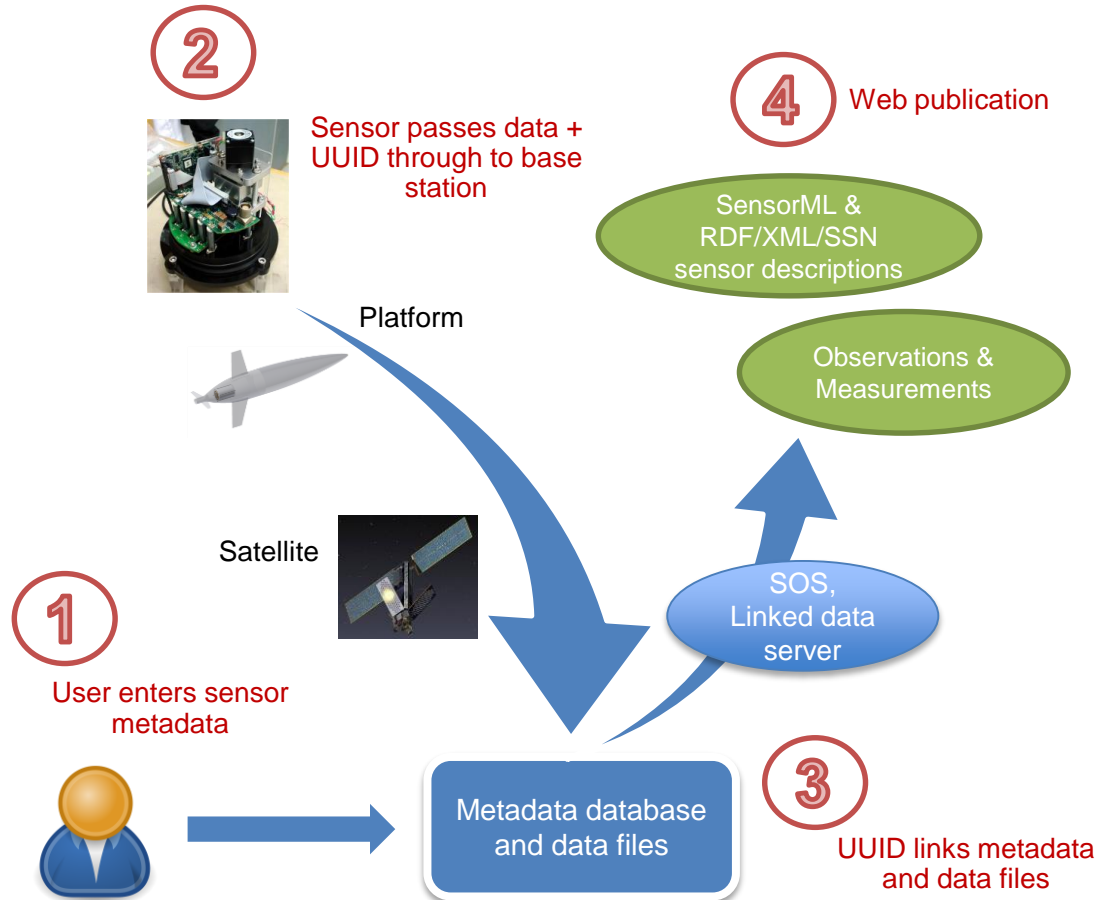 2
Sensor passes data +
UUID through to base
station
4
Web publication
SensorML &
RDF/XML/SSN
sensor descriptions
Platform
Observations &
Measurements
Satellite
SOS,
Linked data
server
1
User enters sensor
metadata
Metadata database
and data files
3
UUID links metadata
and data files